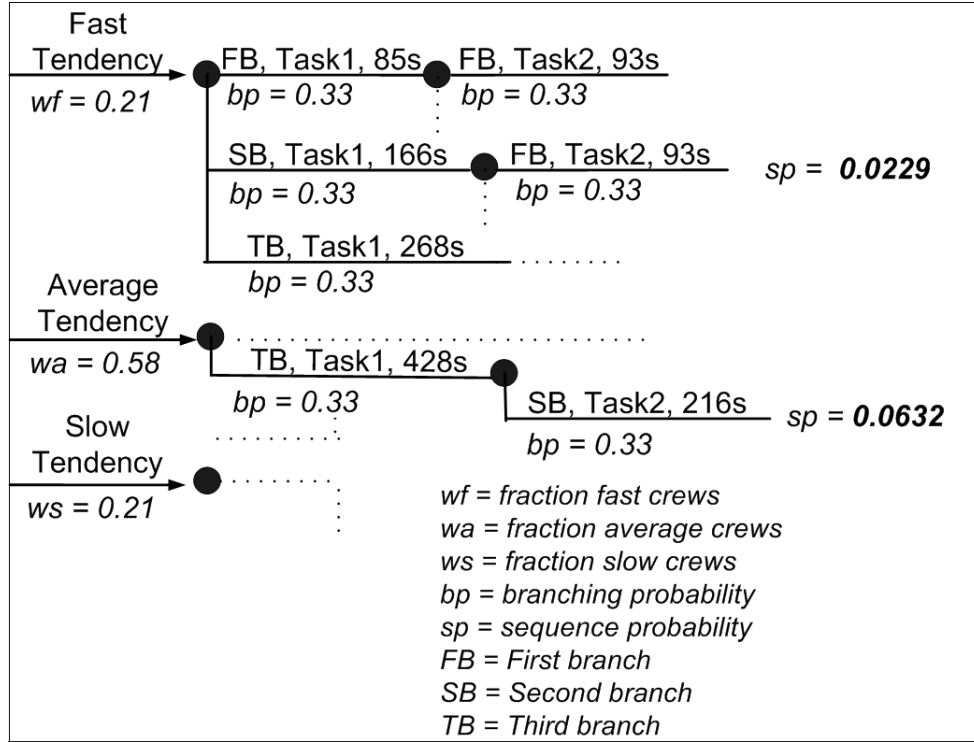 Fast
Tendency
wf = 0.21
FB, Task1, 85s
bp = 0.33
FB, Task2, 93s
bp = 0.33
SB, Task1, 166s
bp = 0.33
FB, Task2, 93s
bp = 0.33
sp = 0.0229
TB, Task1, 268s
bp = 0.33
Average
Tendency
wa = 0.58
TB, Task1, 428s
bp = 0.33
SB, Task2, 216s
bp = 0.33
sp = 0.0632
Slow
Tendency
ws = 0.21
wf = fraction fast crews
wa = fraction average crews
ws = fraction slow crews
bp = branching probability
sp = sequence probability
FB = First branch
SB = Second branch
TB = Third branch